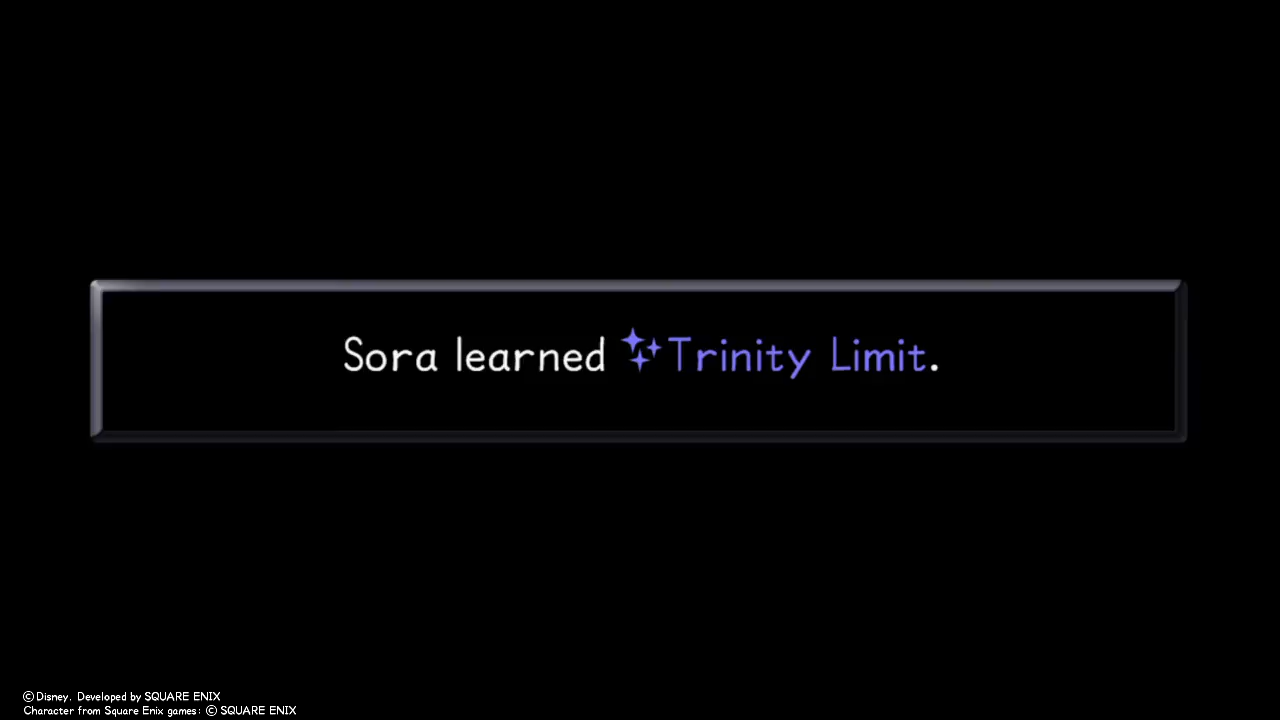 Sora learned Trinity Limit.
©Disney. Developed by SQUARE ENIX
Character from Square Enix games: © SQUARE ENIX